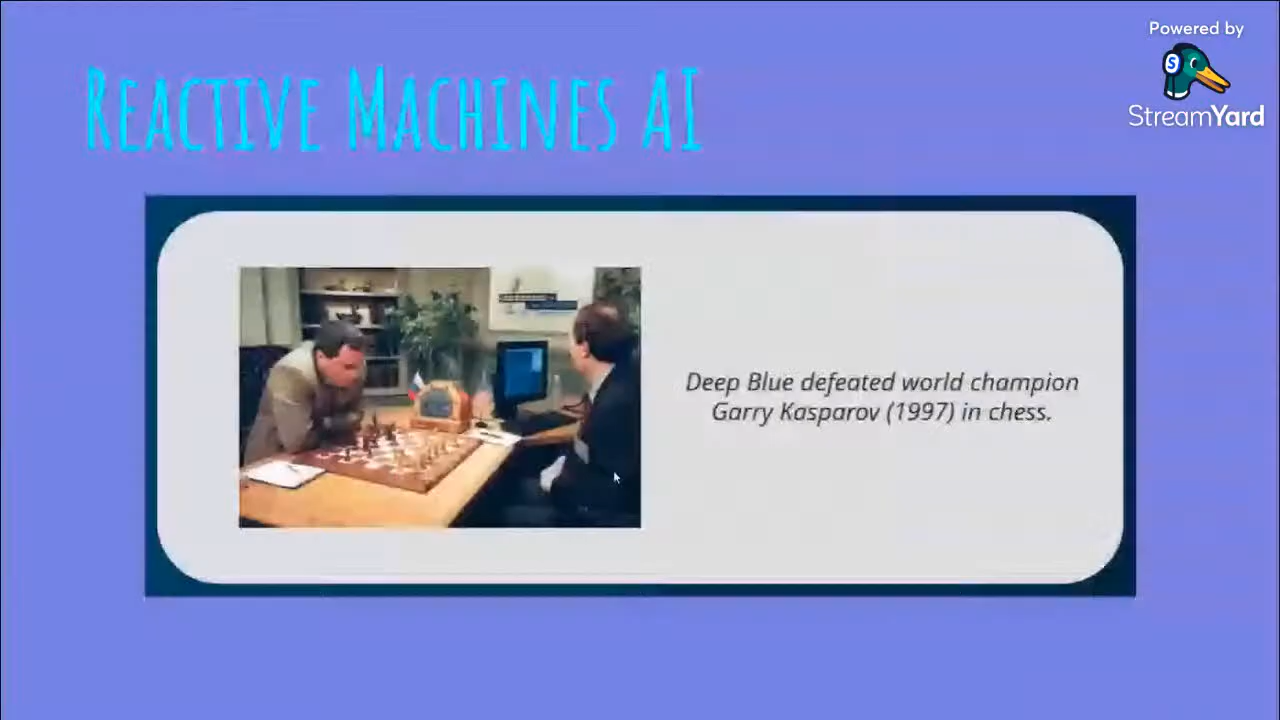 Powered by
StreamYard
REACTIVE MACHINES AI
Deep Blue defeated world champion
Garry Kasparov (1997) in chess.